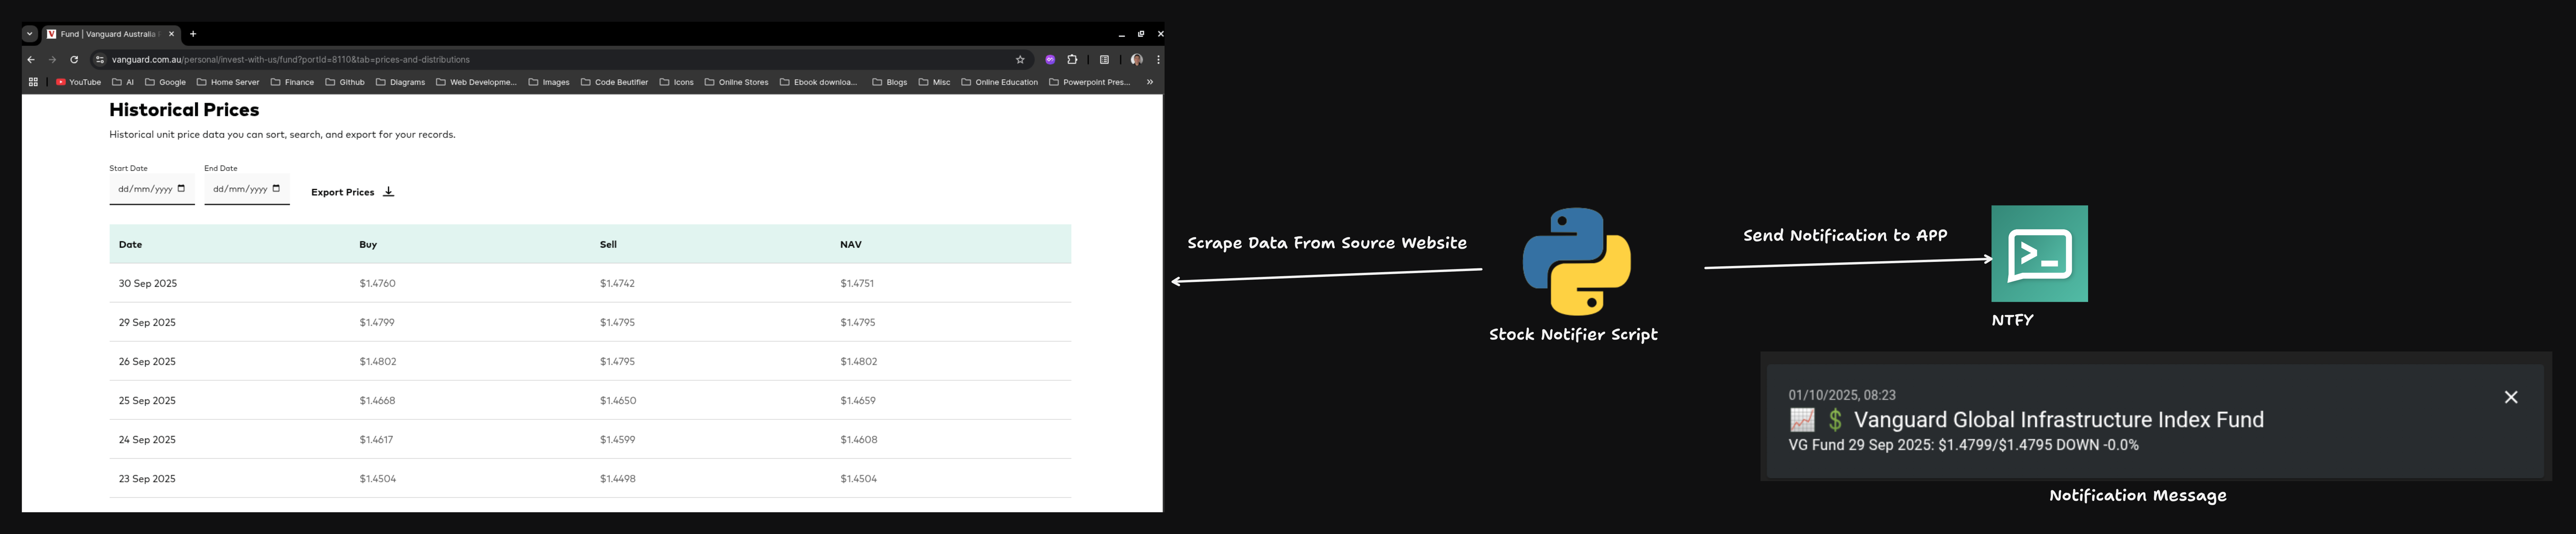 Fund | Vanguard Australia
vanguard.com.au/personal/invest-with-us/fund?portId=8110&tab=prices-and-distributions
YouTube AI Google Home Server Finance Github Diagrams Web Developme... Images Code Beutifier Icons Online Stores Ebook downloa... Blogs Misc Online Education Powerpoint Pres... »
Historical Prices
Historical unit price data you can sort, search, and export for your records.
Start Date End Date
dd/mm/yyyy dd/mm/yyyy Export Prices
Date Buy Sell NAV
30 Sep 2025 $1.4760 $1.4742 $1.4751
29 Sep 2025 $1.4799 $1.4795 $1.4795
26 Sep 2025 $1.4802 $1.4795 $1.4802
25 Sep 2025 $1.4668 $1.4650 $1.4659
24 Sep 2025 $1.4617 $1.4599 $1.4608
23 Sep 2025 $1.4504 $1.4498 $1.4504
Scrape Data From Source Website
Stock Notifier Script
Send Notification to APP
NTFY
01/10/2025, 08:23
📈 💲 Vanguard Global Infrastructure Index Fund
VG Fund 29 Sep 2025: $1.4799/$1.4795 DOWN -0.0%
Notification Message